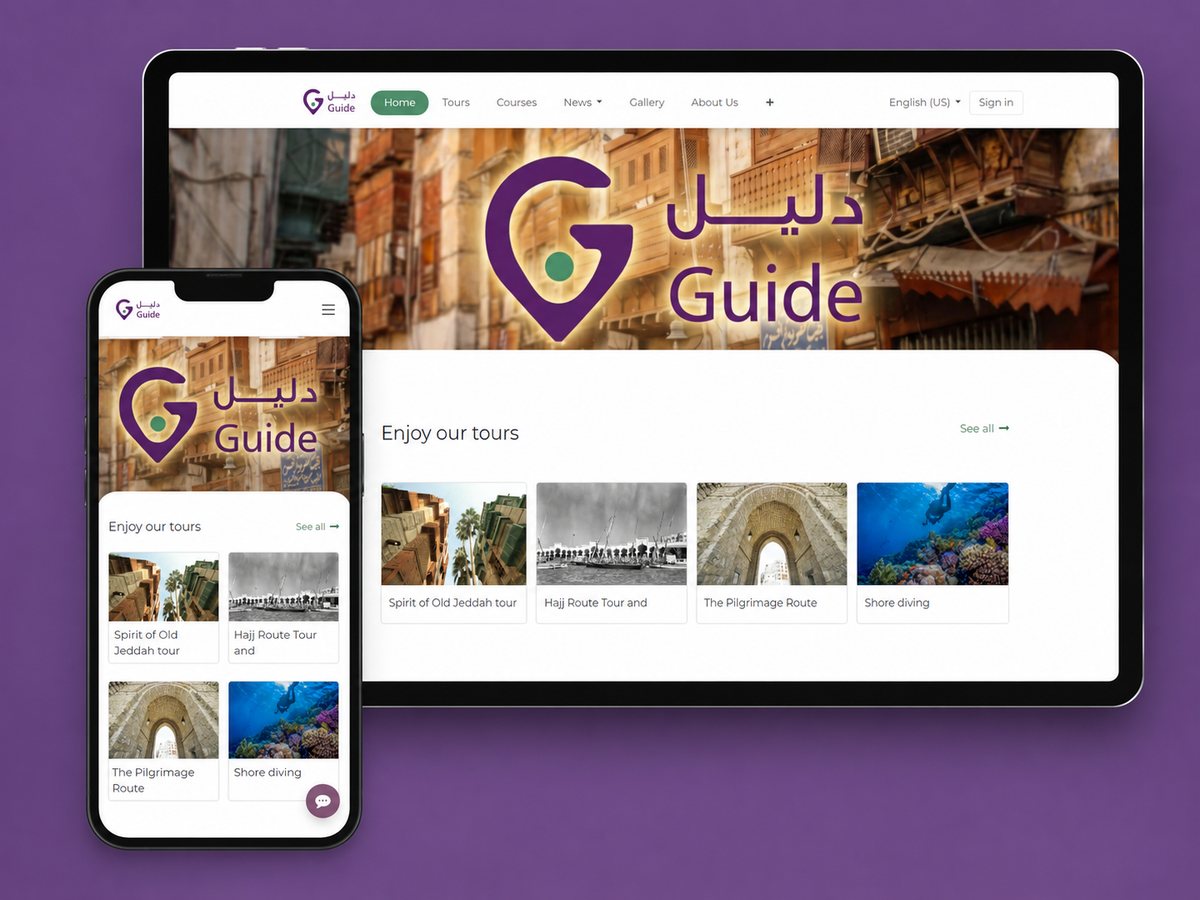 دليل
Guide
Home
Tours
Courses
News
Gallery
About Us
+
English (US)
Sign in
دليل
Guide
Enjoy our tours
See all →
Spirit of Old Jeddah tour
Hajj Route Tour and
The Pilgrimage Route
Shore diving
دليل
Guide
دليل
Guide
Enjoy our tours
See all →
Spirit of Old
Jeddah tour
Hajj Route Tour
and
The Pilgrimage
Route
Shore diving